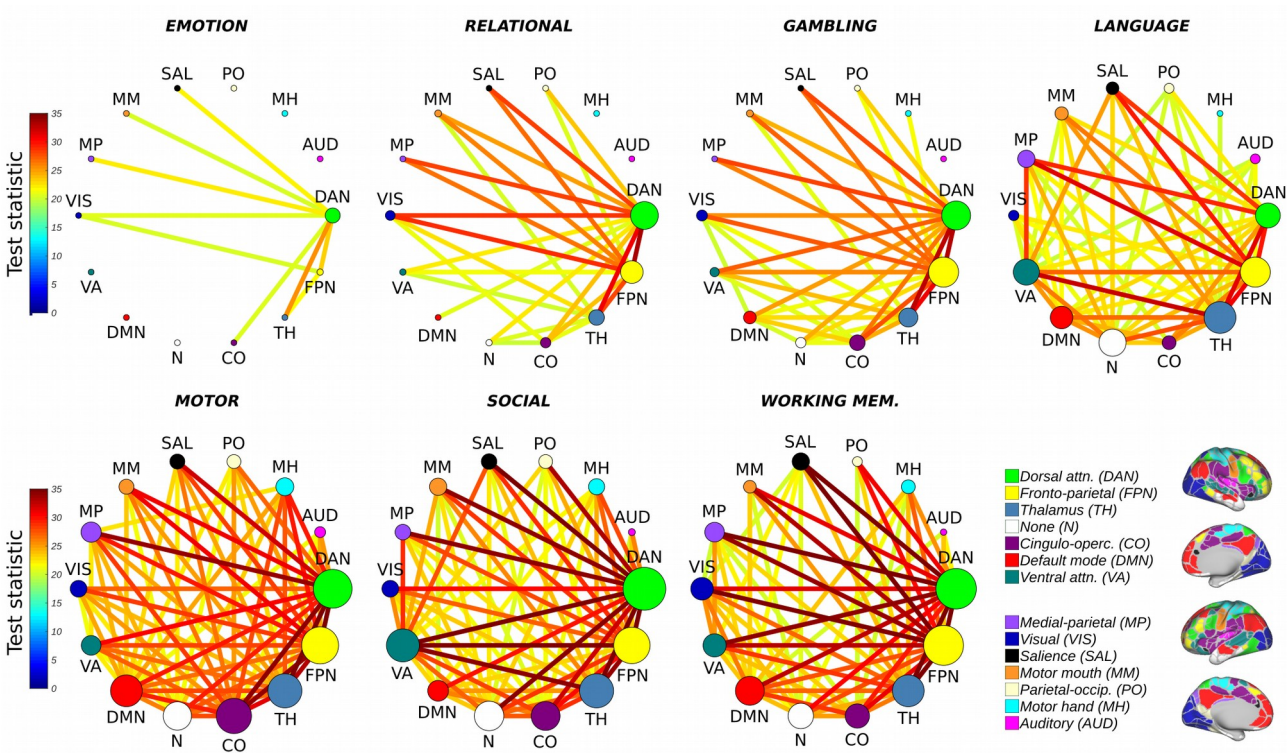 EMOTION
SAL
PO
MM
MH
MP
AUD
VIS
DAN
VA
FPN
DMN
TH
N
CO
RELATIONAL
SAL
PO
MM
MH
MP
AUD
VIS
DAN
VA
FPN
DMN
TH
N
CO
GAMBLING
SAL
PO
MM
MH
MP
AUD
VIS
DAN
VA
FPN
DMN
TH
N
CO
LANGUAGE
SAL
PO
MM
MH
MP
AUD
VIS
DAN
VA
FPN
DMN
TH
N
CO
Test statistic
35
30
25
20
15
10
5
0
MOTOR
SAL
PO
MM
MH
MP
AUD
VIS
DAN
VA
FPN
DMN
TH
N
CO
SOCIAL
SAL
PO
MM
MH
MP
AUD
VIS
DAN
VA
FPN
DMN
TH
N
CO
WORKING MEM.
SAL
PO
MM
MH
MP
AUD
VIS
DAN
VA
FPN
DMN
TH
N
CO
Test statistic
35
30
25
20
15
10
5
0
Dorsal attn. (DAN)
Fronto-parietal (FPN)
Thalamus (TH)
None (N)
Cingulo-operc. (CO)
Default mode (DMN)
Ventral attn. (VA)
Medial-parietal (MP)
Visual (VIS)
Salience (SAL)
Motor mouth (MM)
Parietal-occip. (PO)
Motor hand (MH)
Auditory (AUD)